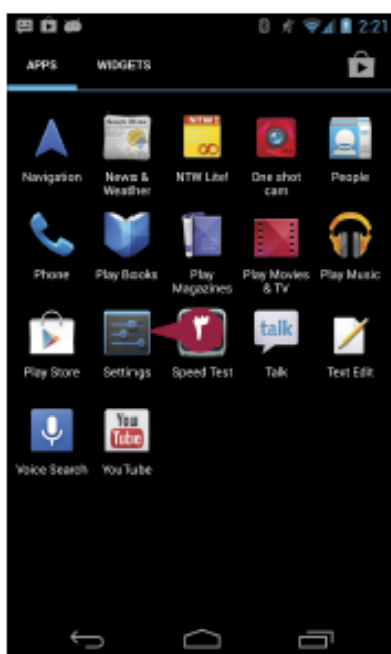 2:21
APPS WIDGETS
Navigation News & Weather NTW Lite! One shot cam People
Phone Play Books Play Magazines Play Movies & TV Play Music
٣
talk
Play Store Settings Speed Test Talk Text Edit
You Tube
Voice Search YouTube